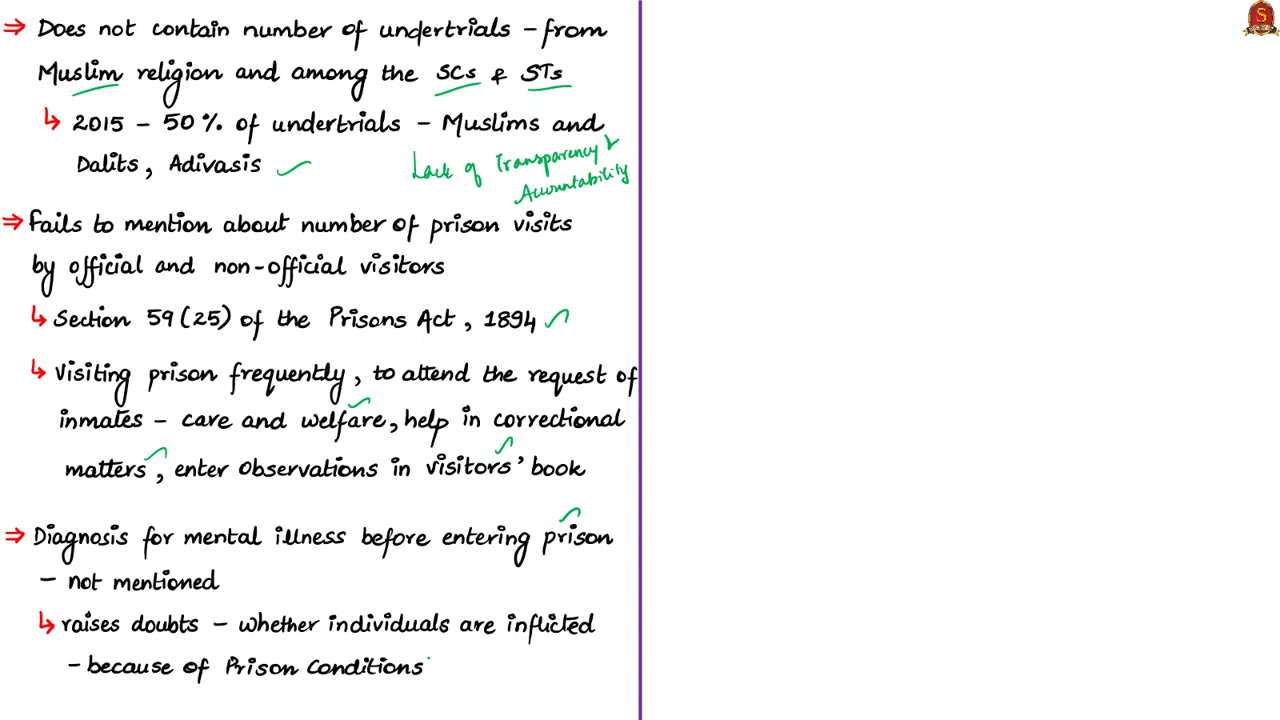 ⇒ Does not contain number of undertrials – from
Muslim religion and among the SCs & STs
↳ 2015 – 50% of undertrials – Muslims and
Dalits, Adivasis
Lack of Transparency &
Accountability
⇒ Fails to mention about number of prison visits
by official and non-official visitors
↳ Section 59(25) of the Prisons Act, 1894
↳ Visiting prison frequently, to attend the request of
inmates – care and welfare, help in correctional
matters, enter observations in visitors' book
⇒ Diagnosis for mental illness before entering prison
– not mentioned
↳ raises doubts – whether individuals are inflicted
– because of Prison Conditions
S